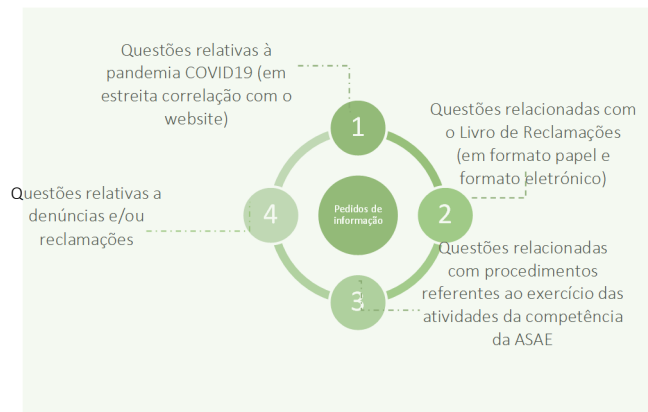 Questões relativas à
pandemia COVID19 (em
estreita correlação com o
website)
1
Questões relacionadas com
o Livro de Reclamações
(em formato papel e
formato eletrónico)
2
Questões relativas a
denúncias e/ou
reclamações
4
Pedidos de
informação
Questões relacionadas
com procedimentos
referentes ao exercício das
atividades da competência
da ASAE
3